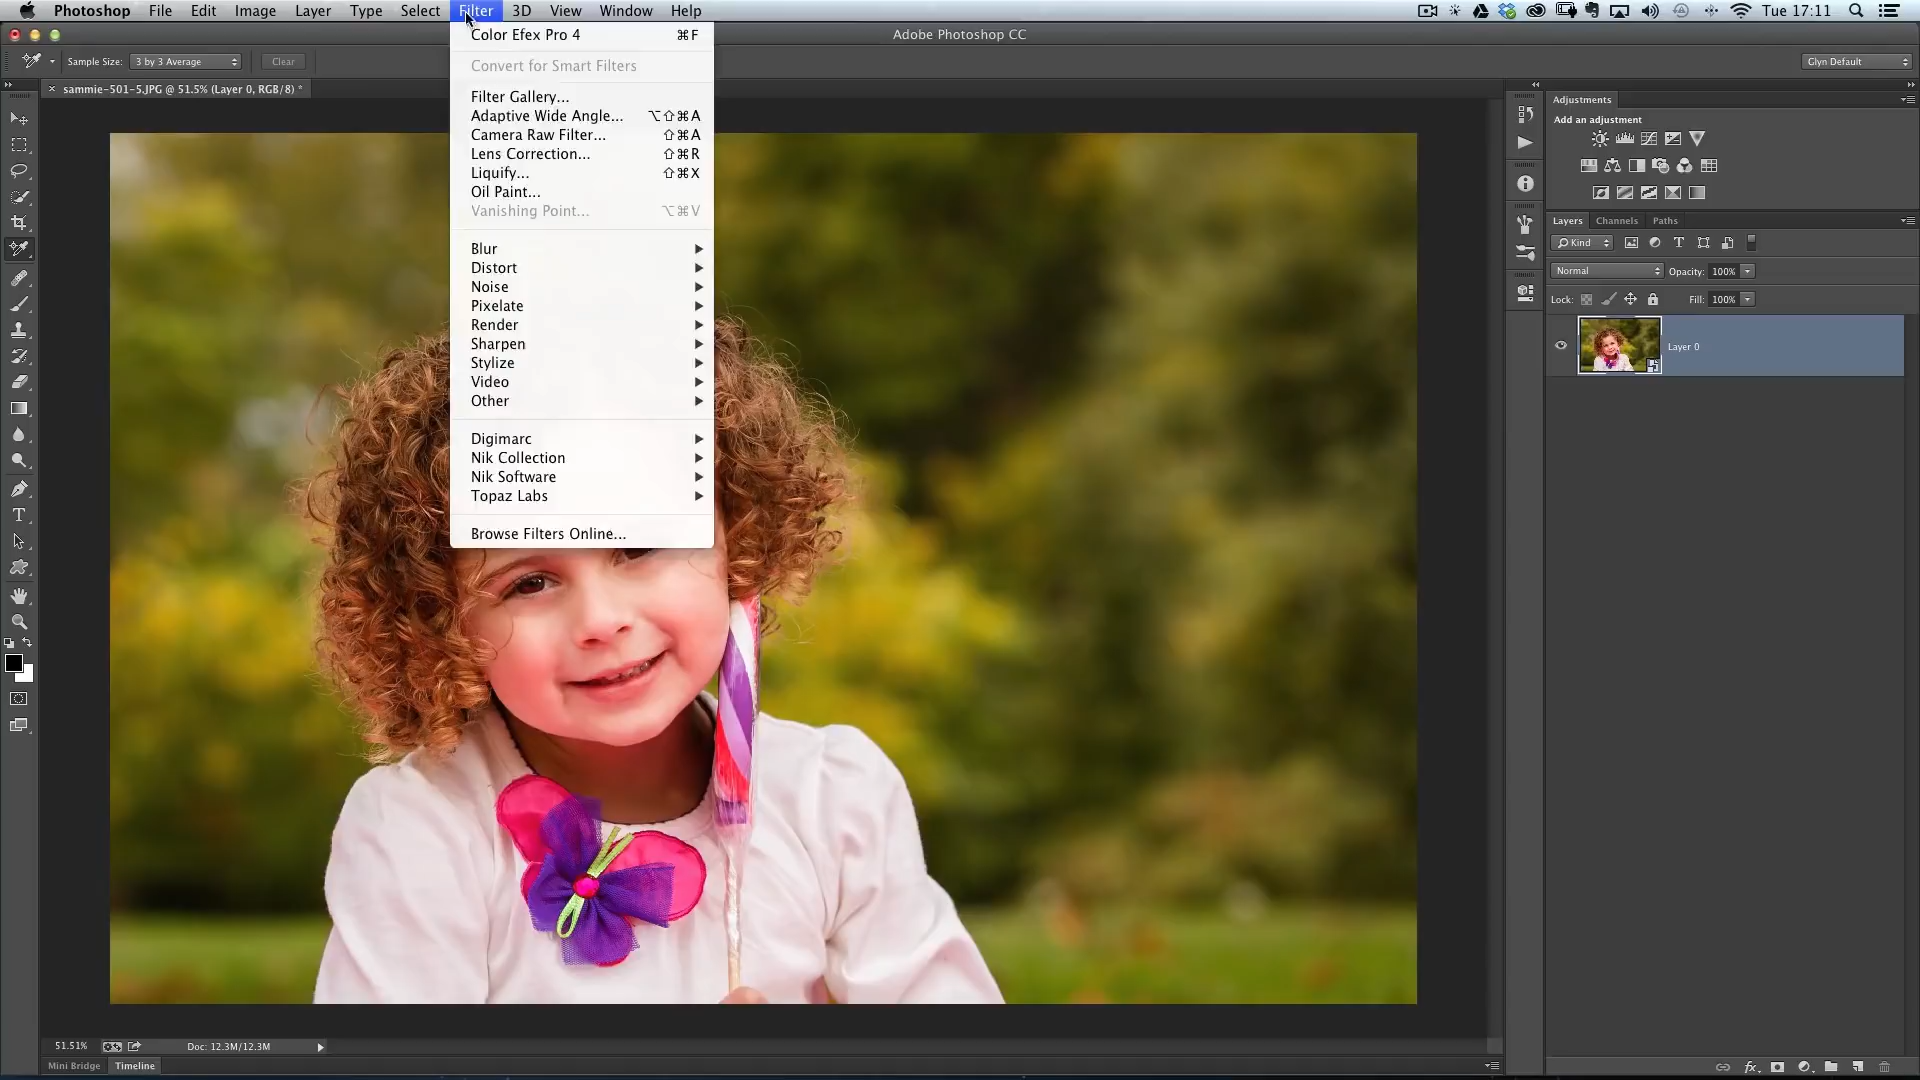 Photoshop File Edit Image Layer Type Select Filter 3D View Window Help Tue 17:11
Adobe Photoshop CC
Sample Size: 3 by 3 Average Clear Glyn Default
× sammie-501-5.JPG @ 51.5% (Layer 0, RGB/8) *
Color Efex Pro 4 ⌘F
Convert for Smart Filters
Filter Gallery...
Adaptive Wide Angle... ⌥⇧⌘A
Camera Raw Filter... ⇧⌘A
Lens Correction... ⇧⌘R
Liquify... ⇧⌘X
Oil Paint...
Vanishing Point... ⌥⌘V
Blur
Distort
Noise
Pixelate
Render
Sharpen
Stylize
Video
Other
Digimarc
Nik Collection
Nik Software
Topaz Labs
Browse Filters Online...
Adjustments
Add an adjustment
Layers Channels Paths
Kind
Normal Opacity: 100%
Lock: Fill: 100%
Layer 0
51.51% Doc: 12.3M/12.3M
Mini Bridge Timeline